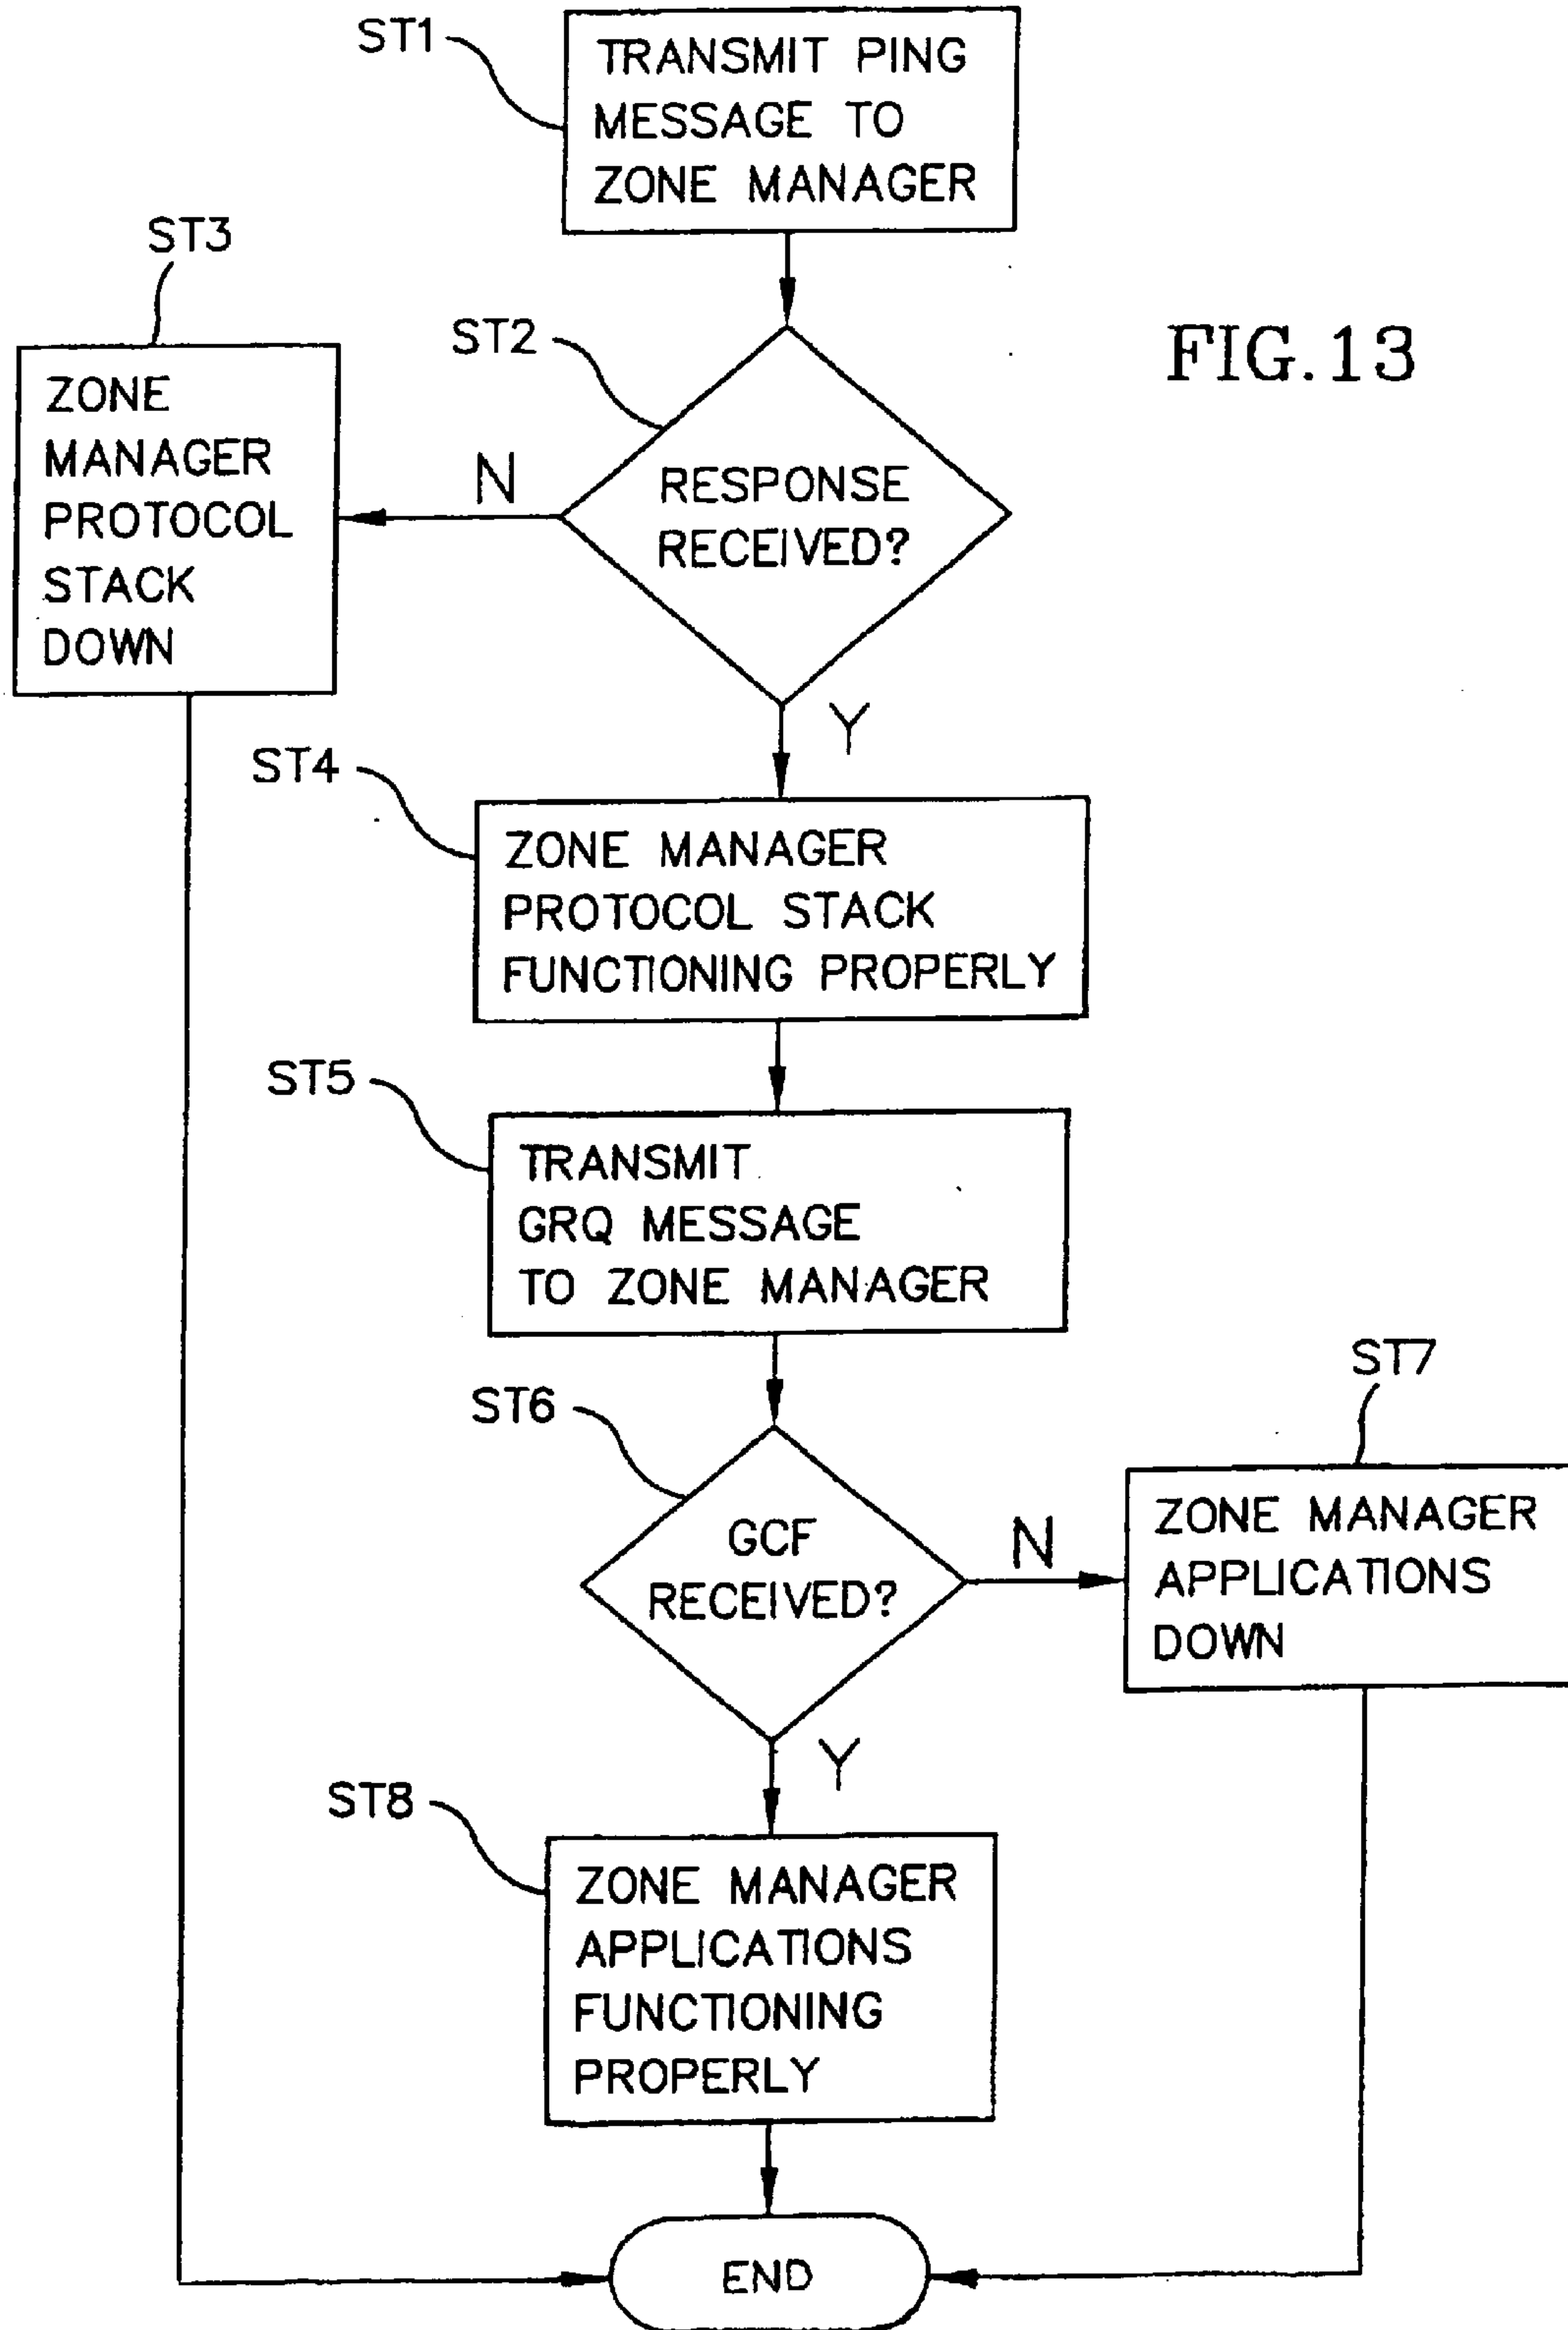 ST1
TRANSMIT PING
MESSAGE TO
ZONE MANAGER
ST3
ZONE
MANAGER
PROTOCOL
STACK
DOWN
ST2
RESPONSE
RECEIVED?
N
Y
FIG.13
ST4
ZONE MANAGER
PROTOCOL STACK
FUNCTIONING PROPERLY
ST5
TRANSMIT
GRQ MESSAGE
TO ZONE MANAGER
ST6
GCF
RECEIVED?
N
Y
ST7
ZONE MANAGER
APPLICATIONS
DOWN
ST8
ZONE MANAGER
APPLICATIONS
FUNCTIONING
PROPERLY
END